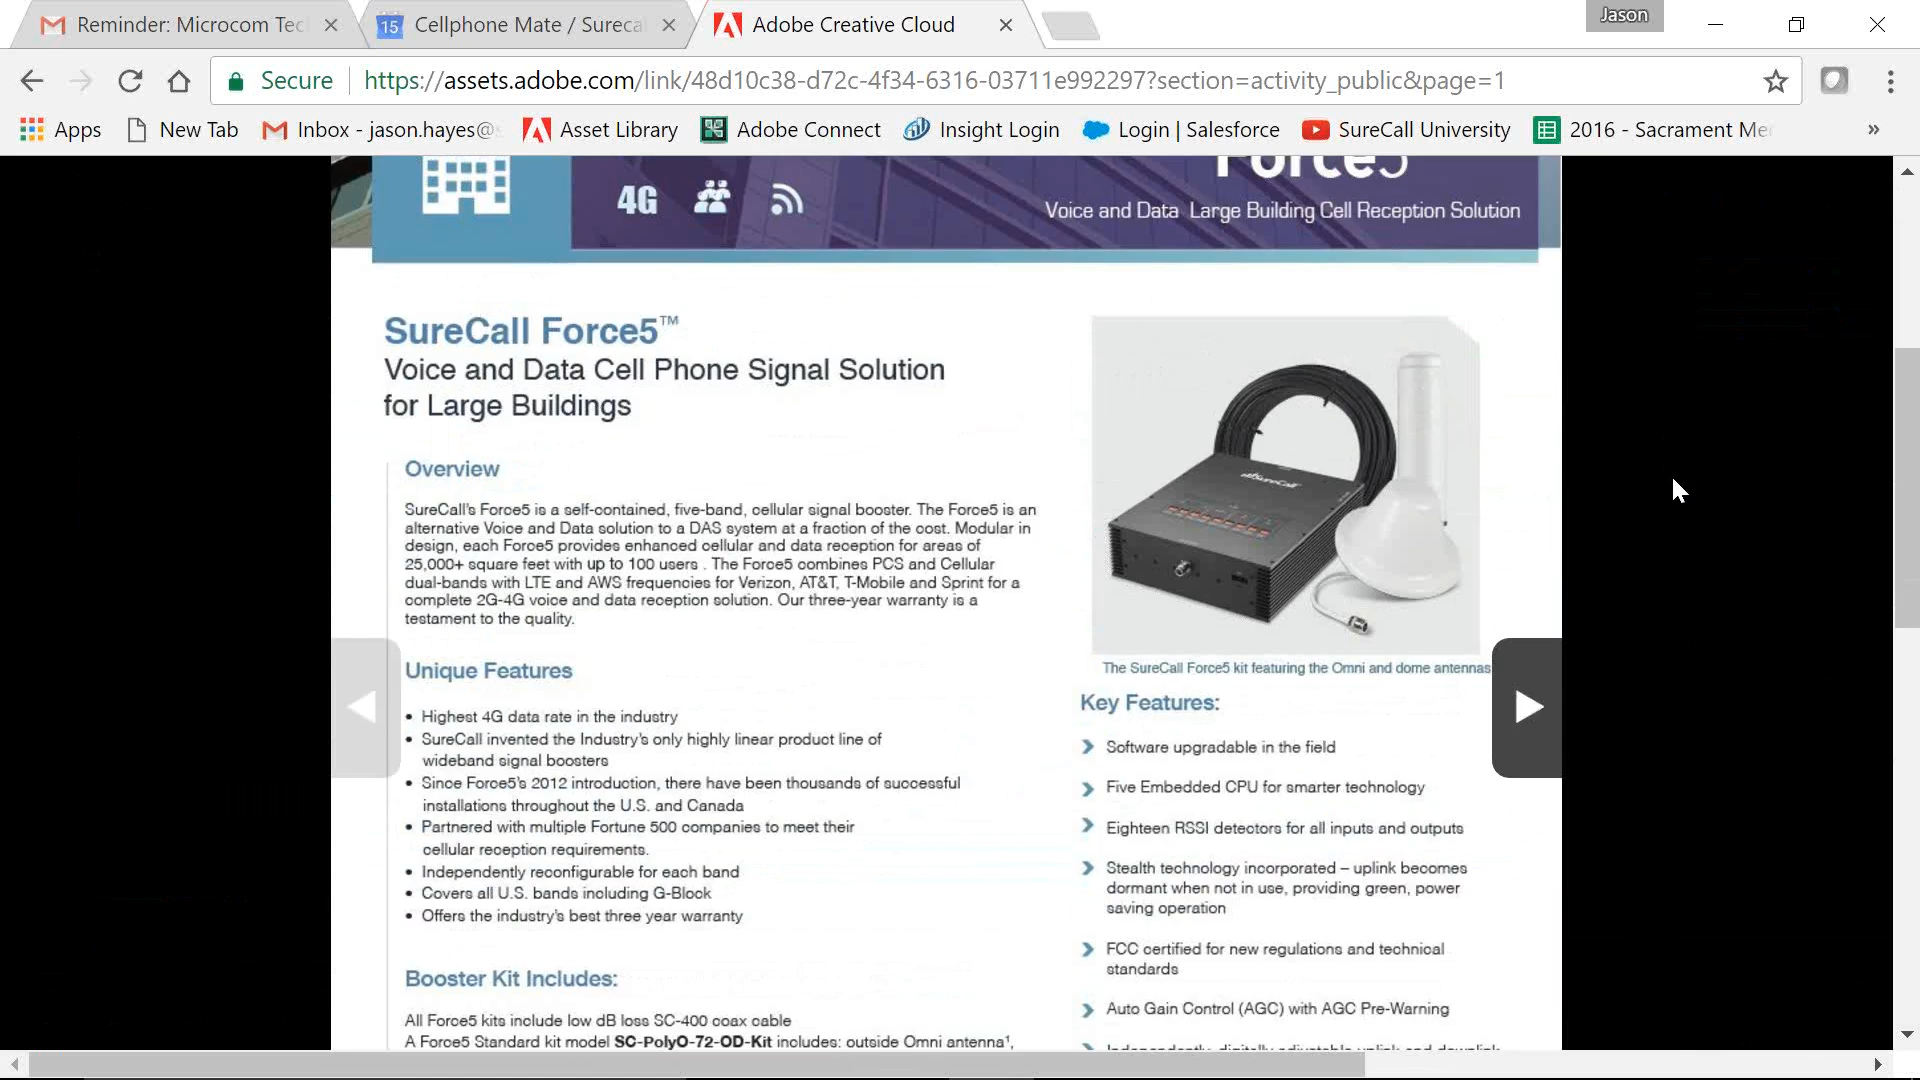 Reminder: Microcom Tec
15 Cellphone Mate / Sureca
Adobe Creative Cloud
Jason
Secure
https://assets.adobe.com/link/48d10c38-d72c-4f34-6316-03711e992297?section=activity_public&page=1
Apps
New Tab
Inbox - jason.hayes@
Asset Library
Adobe Connect
Insight Login
Login | Salesforce
SureCall University
2016 - Sacrament Me
»
Force5
4G
Voice and Data Large Building Cell Reception Solution
SureCall Force5™
Voice and Data Cell Phone Signal Solution
for Large Buildings
Overview
SureCall's Force5 is a self-contained, five-band, cellular signal booster. The Force5 is an
alternative Voice and Data solution to a DAS system at a fraction of the cost. Modular in
design, each Force5 provides enhanced cellular and data reception for areas of
25,000+ square feet with up to 100 users . The Force5 combines PCS and Cellular
dual-bands with LTE and AWS frequencies for Verizon, AT&T, T-Mobile and Sprint for a
complete 2G-4G voice and data reception solution. Our three-year warranty is a
testament to the quality.
Unique Features
• Highest 4G data rate in the industry
• SureCall invented the Industry's only highly linear product line of
wideband signal boosters
• Since Force5's 2012 introduction, there have been thousands of successful
installations throughout the U.S. and Canada
• Partnered with multiple Fortune 500 companies to meet their
cellular reception requirements.
• Independently reconfigurable for each band
• Covers all U.S. bands including G-Block
• Offers the industry's best three year warranty
Booster Kit Includes:
All Force5 kits include low dB loss SC-400 coax cable
A Force5 Standard kit model SC-PolyO-72-OD-Kit includes: outside Omni antenna¹,
SureCall
The SureCall Force5 kit featuring the Omni and dome antennas
Key Features:
Software upgradable in the field
Five Embedded CPU for smarter technology
Eighteen RSSI detectors for all inputs and outputs
Stealth technology incorporated – uplink becomes
dormant when not in use, providing green, power
saving operation
FCC certified for new regulations and technical
standards
Auto Gain Control (AGC) with AGC Pre-Warning
Independently, digitally adjustable uplink and downlink